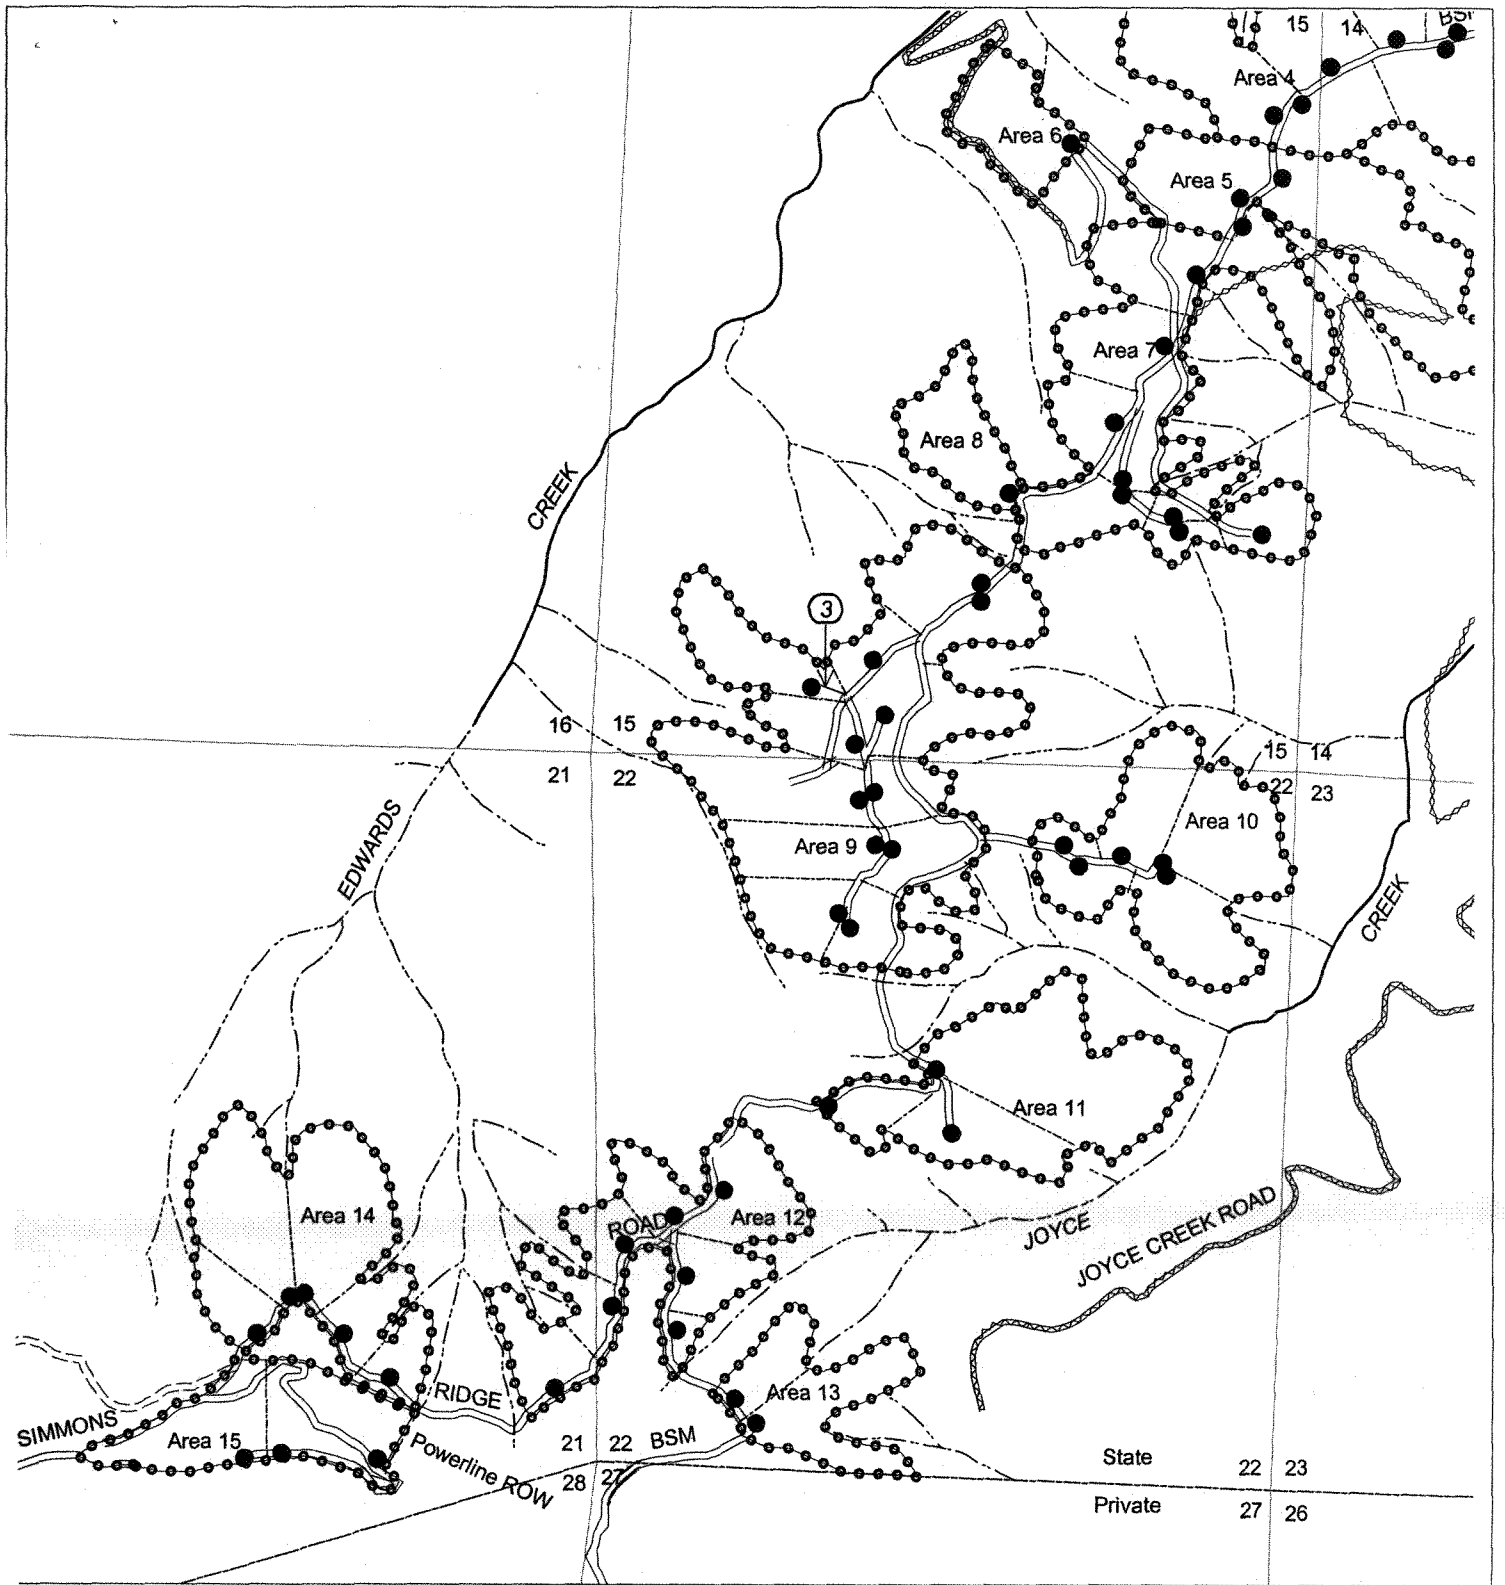 15 14
Area 4
Area 6
Area 5
Area 7
Area 8
CREEK
3
16 15
21 22
15 14
22 23
Area 10
Area 9
EDWARDS
CREEK
Area 11
Area 14
ROAD
Area 12
JOYCE
JOYCE CREEK ROAD
RIDGE
Area 13
SIMMONS
Area 15
Powerline ROW
21 22
BSM
28 27
State
22 23
Private
27 26